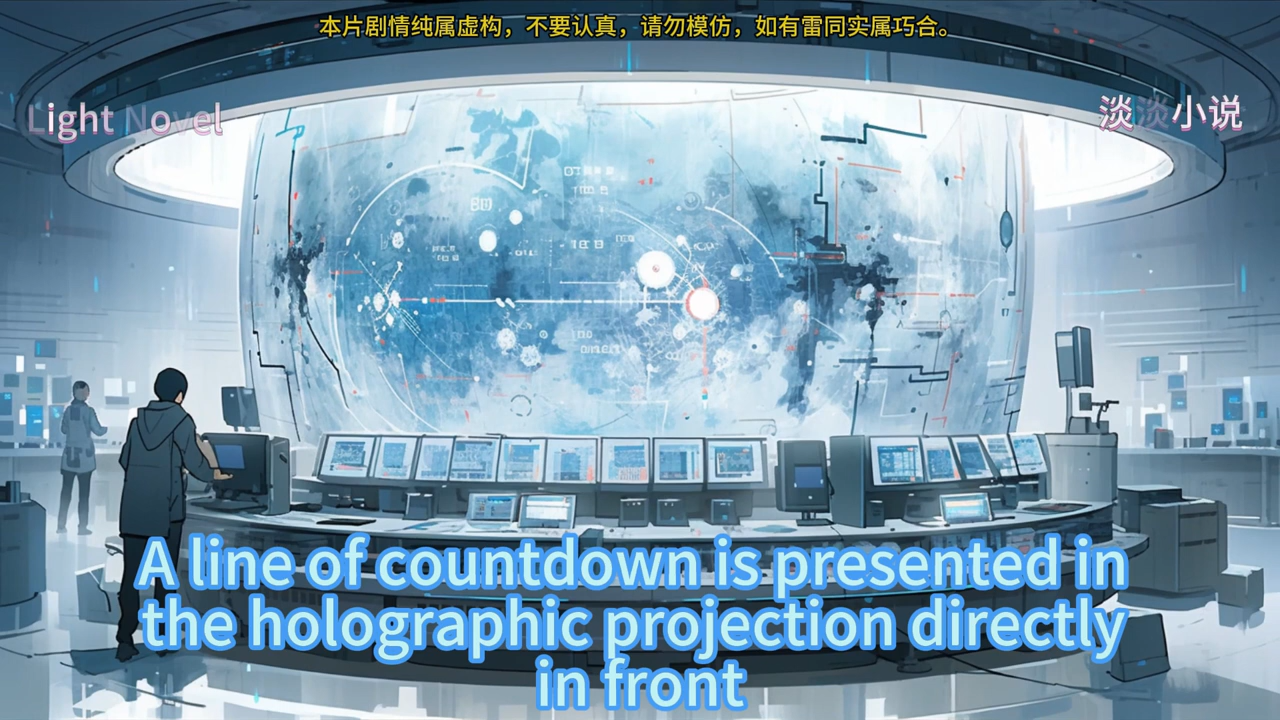 本片剧情纯属虚构，不要认真，请勿模仿，如有雷同实属巧合。
Light Novel
淡淡小说
A line of countdown is presented in
the holographic projection directly
in front